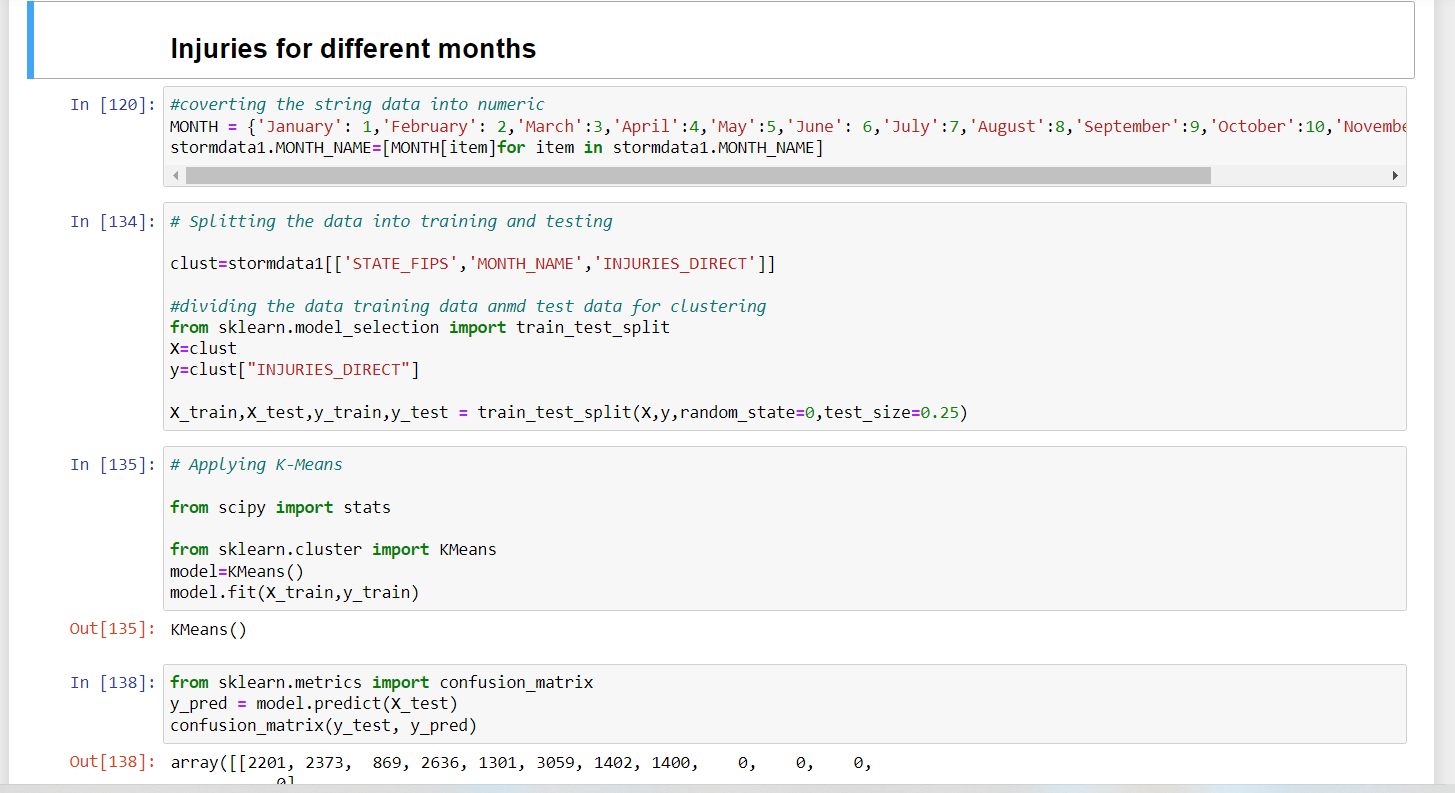 Injuries for different months
In [120]: #coverting the string data into numeric
MONTH = {'January': 1,'February': 2,'March':3,'April':4,'May':5,'June': 6,'July':7,'August':8,'September':9,'October':10,'Novembe
stormdata1.MONTH_NAME=[MONTH[item]for item in stormdata1.MONTH_NAME]
In [134]: # Splitting the data into training and testing
clust=stormdata1[['STATE_FIPS','MONTH_NAME','INJURIES_DIRECT']]
#dividing the data training data anmd test data for clustering
from sklearn.model_selection import train_test_split
X=clust
y=clust["INJURIES_DIRECT"]
X_train,X_test,y_train,y_test = train_test_split(X,y,random_state=0,test_size=0.25)
In [135]: # Applying K-Means
from scipy import stats
from sklearn.cluster import KMeans
model=KMeans()
model.fit(X_train,y_train)
Out[135]: KMeans()
In [138]: from sklearn.metrics import confusion_matrix
y_pred = model.predict(X_test)
confusion_matrix(y_test, y_pred)
Out[138]: array([[2201, 2373, 869, 2636, 1301, 3059, 1402, 1400, 0, 0, 0,
0]